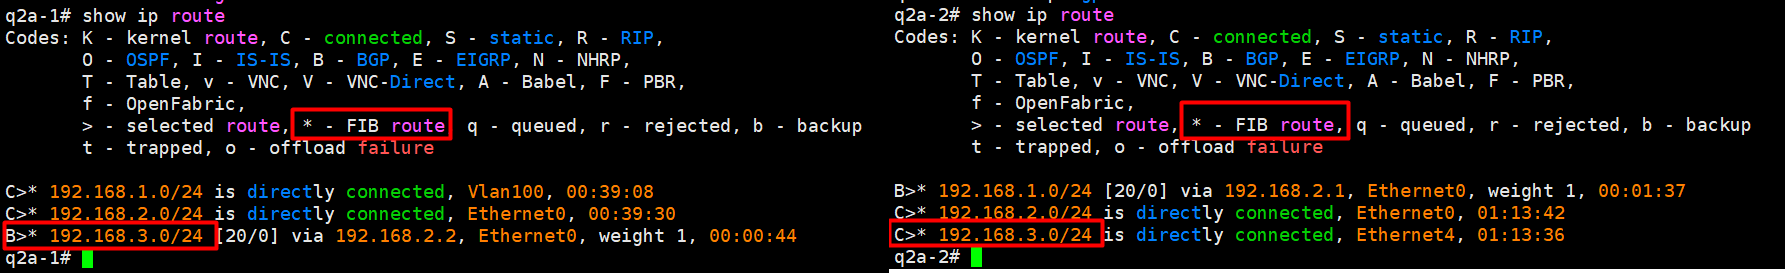 q2a-1# show ip route
Codes: K - kernel route, C - connected, S - static, R - RIP,
       O - OSPF, I - IS-IS, B - BGP, E - EIGRP, N - NHRP,
       T - Table, v - VNC, V - VNC-Direct, A - Babel, F - PBR,
       f - OpenFabric,
       > - selected route, * - FIB route  q - queued, r - rejected, b - backup
       t - trapped, o - offload failure

C>* 192.168.1.0/24 is directly connected, Vlan100, 00:39:08
C>* 192.168.2.0/24 is directly connected, Ethernet0, 00:39:30
B>* 192.168.3.0/24 [20/0] via 192.168.2.2, Ethernet0, weight 1, 00:00:44
q2a-1#
q2a-2# show ip route
Codes: K - kernel route, C - connected, S - static, R - RIP,
       O - OSPF, I - IS-IS, B - BGP, E - EIGRP, N - NHRP,
       T - Table, v - VNC, V - VNC-Direct, A - Babel, F - PBR,
       f - OpenFabric,
       > - selected route, * - FIB route, q - queued, r - rejected, b - backup
       t - trapped, o - offload failure

B>* 192.168.1.0/24 [20/0] via 192.168.2.1, Ethernet0, weight 1, 00:01:37
C>* 192.168.2.0/24 is directly connected, Ethernet0, 01:13:42
C>* 192.168.3.0/24 is directly connected, Ethernet4, 01:13:36
q2a-2#